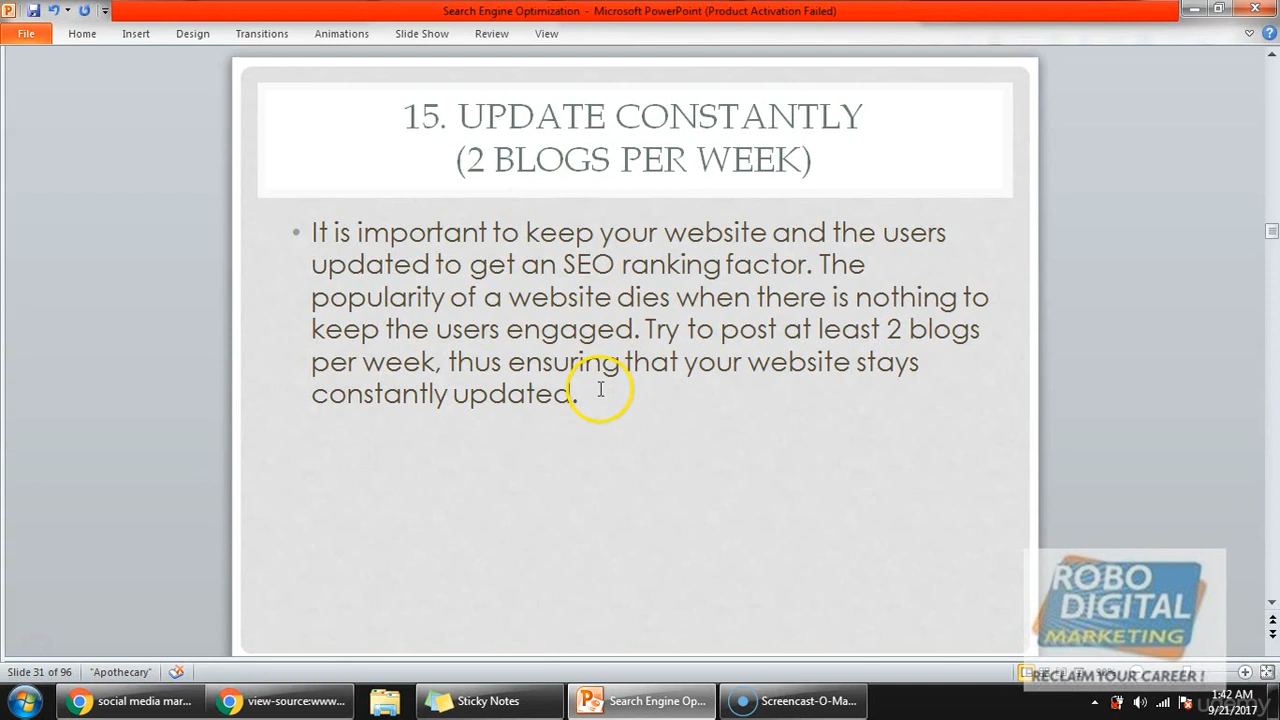 Search Engine Optimization - Microsoft PowerPoint (Product Activation Failed)
File Home Insert Design Transitions Animations Slide Show Review View
15. UPDATE CONSTANTLY
(2 BLOGS PER WEEK)
• It is important to keep your website and the users
updated to get an SEO ranking factor. The
popularity of a website dies when there is nothing to
keep the users engaged. Try to post at least 2 blogs
per week, thus ensuring that your website stays
constantly updated.
ROBO
DIGITAL
MARKETING
RECLAIM YOUR CAREER !
Slide 31 of 96 "Apothecary"
social media mar... view-source:www... Sticky Notes Search Engine Op... Screencast-O-Ma...
1:42 AM
9/21/2017
udemy